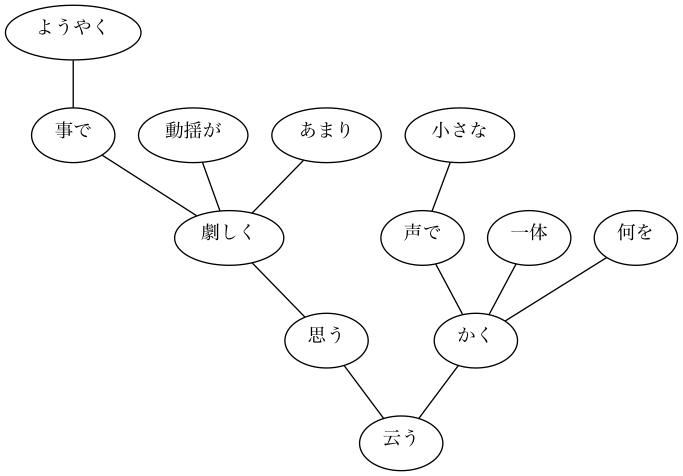 ようやく
事で
動揺が
あまり
小さな
劇しく
声で
一体
何を
思う
かく
云う